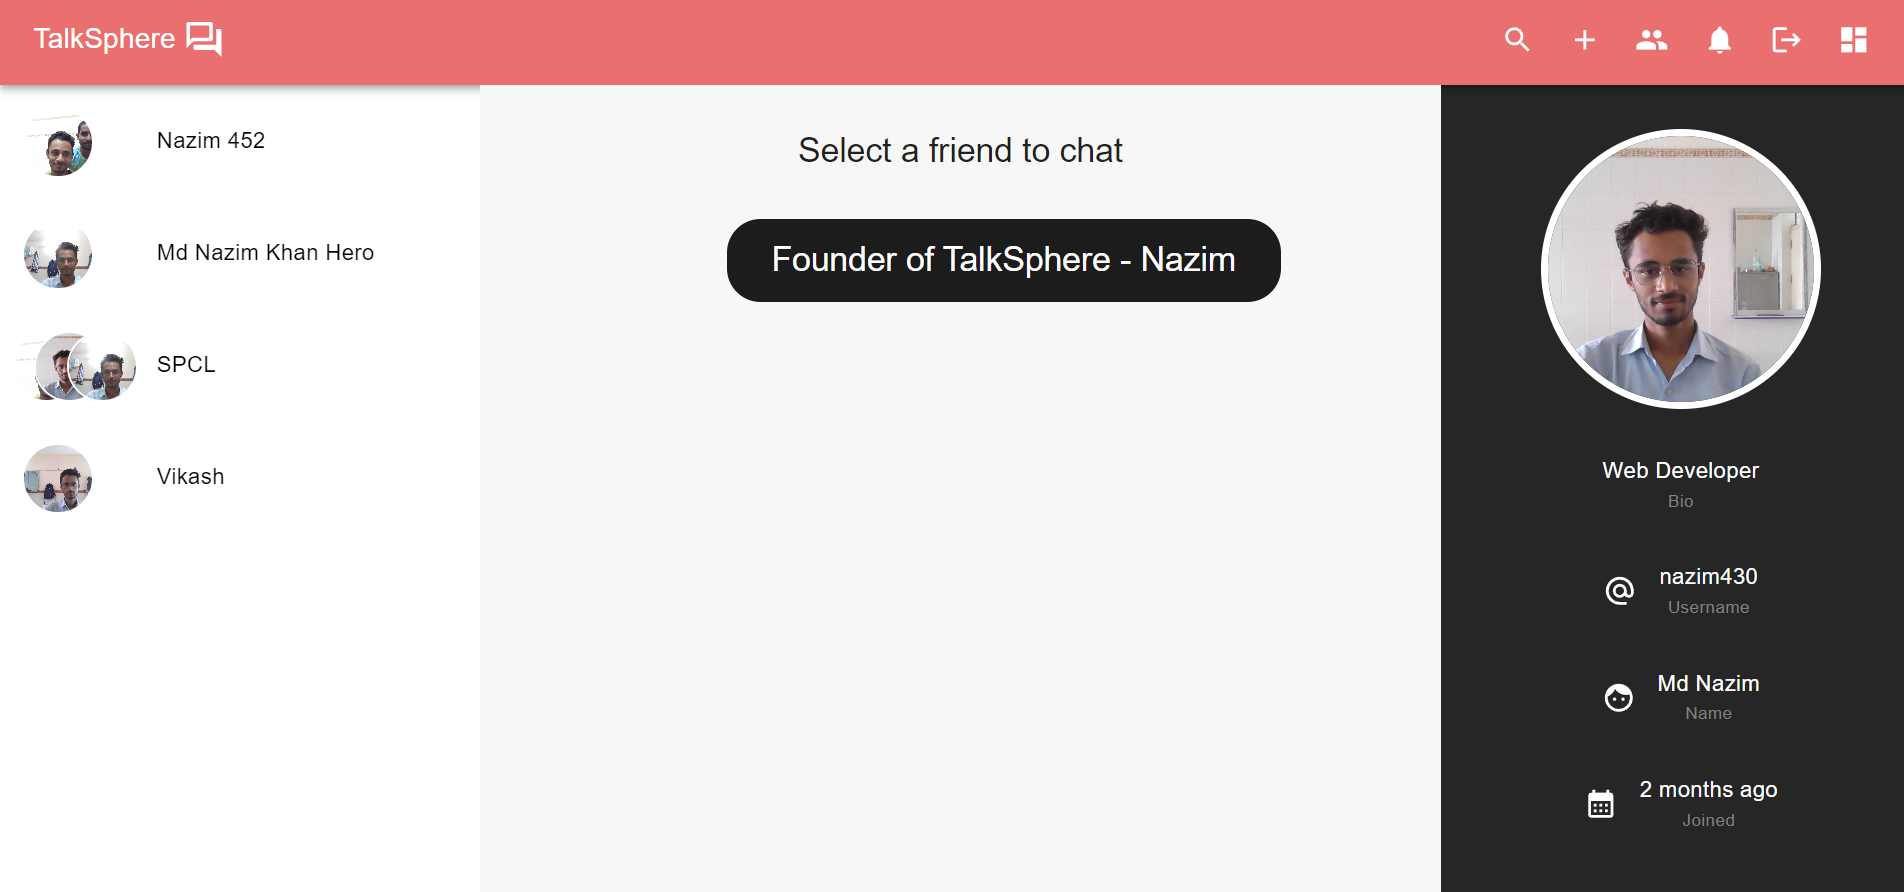 TalkSphere
Nazim 452
Md Nazim Khan Hero
SPCL
Vikash
Select a friend to chat
Founder of TalkSphere - Nazim
Web Developer
Bio
nazim430
Username
Md Nazim
Name
2 months ago
Joined